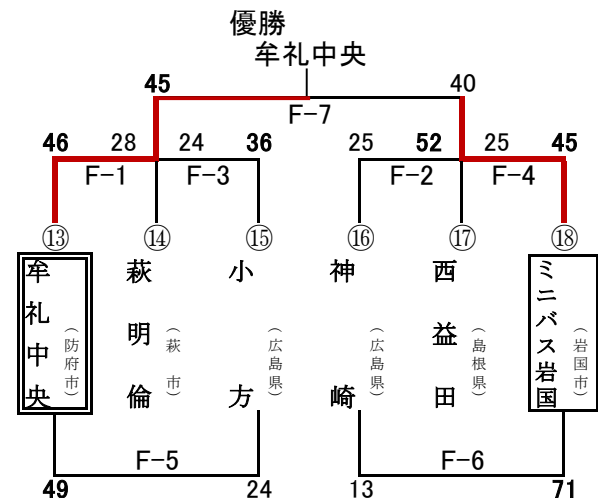 優勝
牟礼中央
45 40
F-7
46 28 24 36 25 52 25 45
F-1 F-3 F-2 F-4
⑬ ⑭ ⑮ ⑯ ⑰ ⑱
牟礼中央
(防府市)
萩明倫
(萩市)
小方
(広島県)
神崎
(広島県)
西益田
(島根県)
ミニバス岩国
(岩国市)
F-5 F-6
49 24 13 71